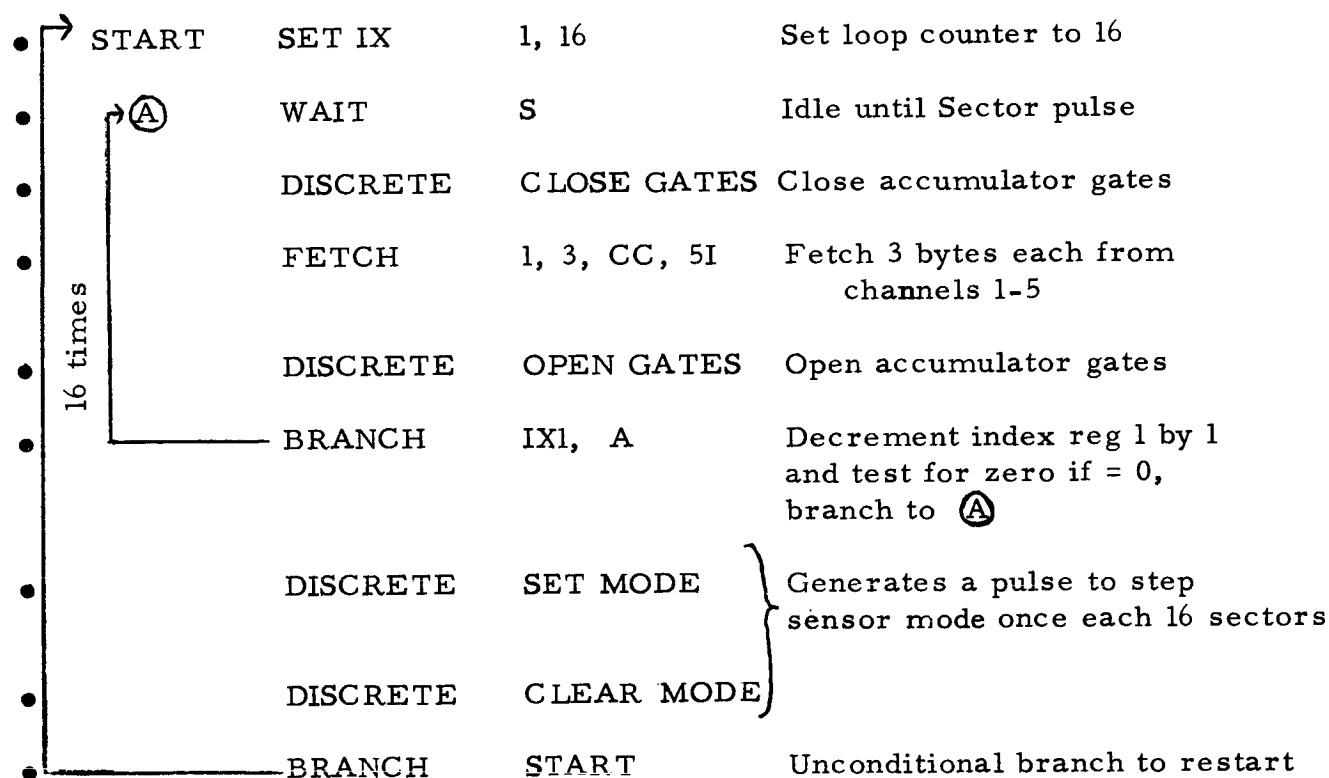 START SET IX 1, 16 Set loop counter to 16
A WAIT S Idle until Sector pulse
DISCRETE CLOSE GATES Close accumulator gates
FETCH 1, 3, CC, 5I Fetch 3 bytes each from
channels 1-5
16 times
DISCRETE OPEN GATES Open accumulator gates
BRANCH IX1, A Decrement index reg 1 by 1
and test for zero if = 0,
branch to A
DISCRETE SET MODE Generates a pulse to step
sensor mode once each 16 sectors
DISCRETE CLEAR MODE
BRANCH START Unconditional branch to restart